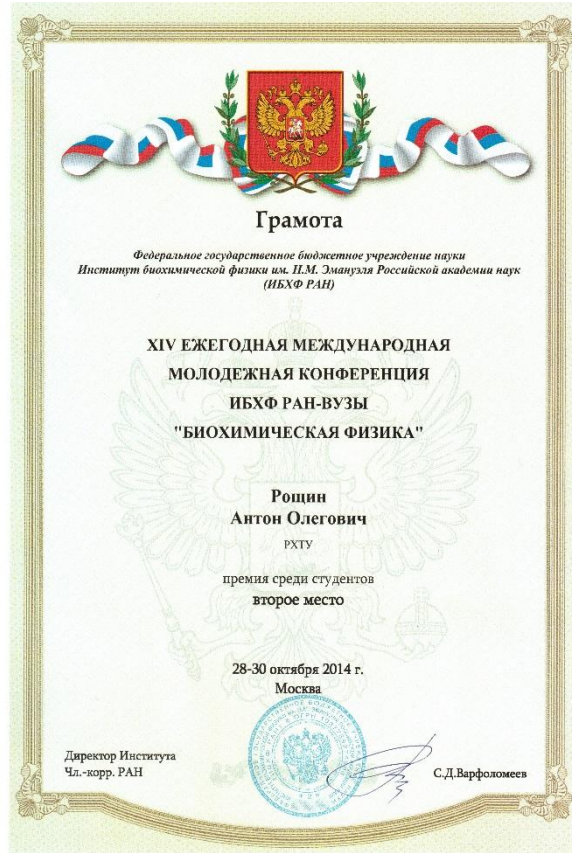 Грамота
Федеральное государственное бюджетное учреждение науки
Институт биохимической физики им. Н.М. Эмануэля Российской академии наук
(ИБХФ РАН)
XIV ЕЖЕГОДНАЯ МЕЖДУНАРОДНАЯ
МОЛОДЕЖНАЯ КОНФЕРЕНЦИЯ
ИБХФ РАН-ВУЗЫ
"БИОХИМИЧЕСКАЯ ФИЗИКА"
Рощин
Антон Олегович
РХТУ
премия среди студентов
второе место
28-30 октября 2014 г.
Москва
Директор Института
Чл.-корр. РАН
С.Д.Варфоломеев